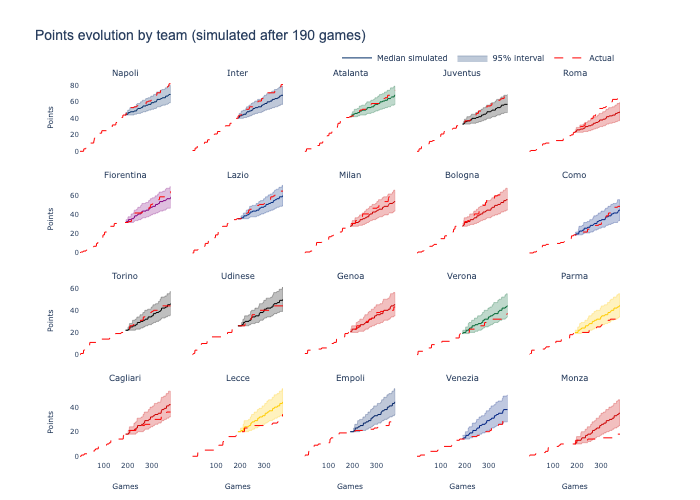 Points evolution by team (simulated after 190 games)
Median simulated 95% interval Actual
Napoli Inter Atalanta Juventus Roma
80
60
40
20
0
Points
Fiorentina Lazio Milan Bologna Como
60
40
20
0
Points
Torino Udinese Genoa Verona Parma
60
40
20
0
Points
Cagliari Lecce Empoli Venezia Monza
40
20
0
Points
100 200 300 100 200 300 100 200 300 100 200 300 100 200 300
Games Games Games Games Games